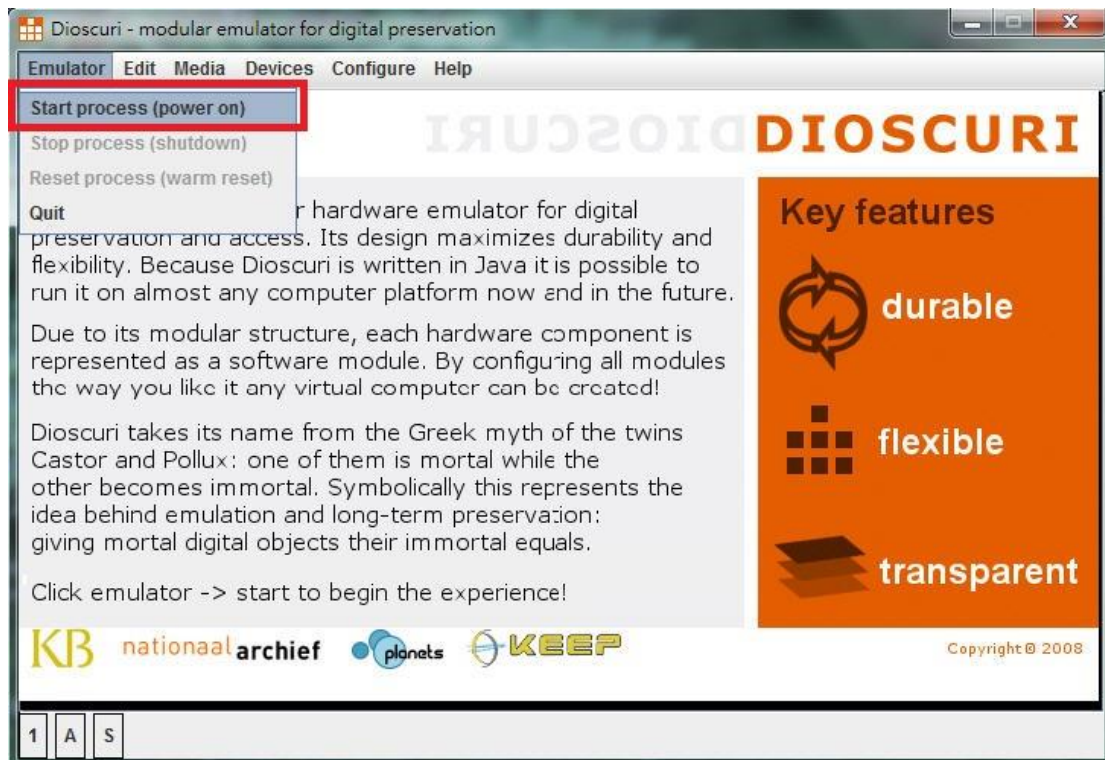 Dioscuri - modular emulator for digital preservation
Emulator Edit Media Devices Configure Help
Start process (power on)
Stop process (shutdown)
Reset process (warm reset)
Quit
DIOSCURI DIOSCURI
r hardware emulator for digital
preservation and access. Its design maximizes durability and
flexibility. Because Dioscuri is written in Java it is possible to
run it on almost any computer platform now and in the future.
Due to its modular structure, each hardware component is
represented as a software module. By configuring all modules
the way you like it any virtual computer can be created!
Dioscuri takes its name from the Greek myth of the twins
Castor and Pollux: one of them is mortal while the
other becomes immortal. Symbolically this represents the
idea behind emulation and long-term preservation:
giving mortal digital objects their immortal equals.
Click emulator -> start to begin the experience!
Key features
durable
flexible
transparent
KB nationaal archief planets KEEP
Copyright © 2008
1 A S